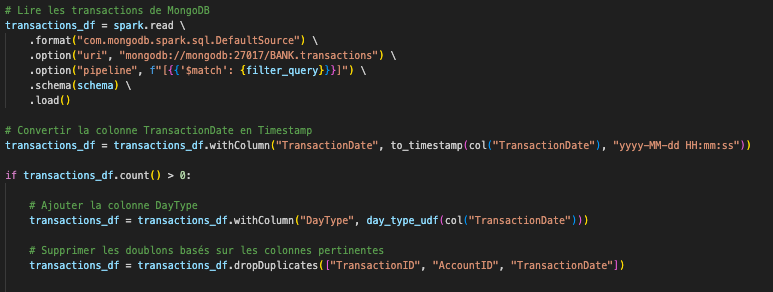 # Lire les transactions de MongoDB
transactions_df = spark.read \
.format("com.mongodb.spark.sql.DefaultSource") \
.option("uri", "mongodb://mongodb:27017/BANK.transactions") \
.option("pipeline", f"[{{'$match': {filter_query}}}]") \
.schema(schema) \
.load()
# Convertir la colonne TransactionDate en Timestamp
transactions_df = transactions_df.withColumn("TransactionDate", to_timestamp(col("TransactionDate"), "yyyy-MM-dd HH:mm:ss"))
if transactions_df.count() > 0:
# Ajouter la colonne DayType
transactions_df = transactions_df.withColumn("DayType", day_type_udf(col("TransactionDate")))
# Supprimer les doublons basés sur les colonnes pertinentes
transactions_df = transactions_df.dropDuplicates(["TransactionID", "AccountID", "TransactionDate"])